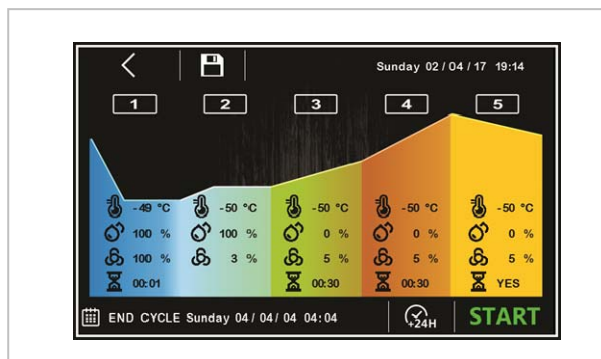 Sunday 02 / 04 / 17 19:14
1 2 3 4 5
-49 °C -50 °C -50 °C -50 °C -50 °C
100 % 100 % 0 % 0 % 0 %
100 % 3 % 5 % 5 % 5 %
00:01 00:30 00:30 YES
END CYCLE Sunday 04 / 04 / 04 04:04 +24H START